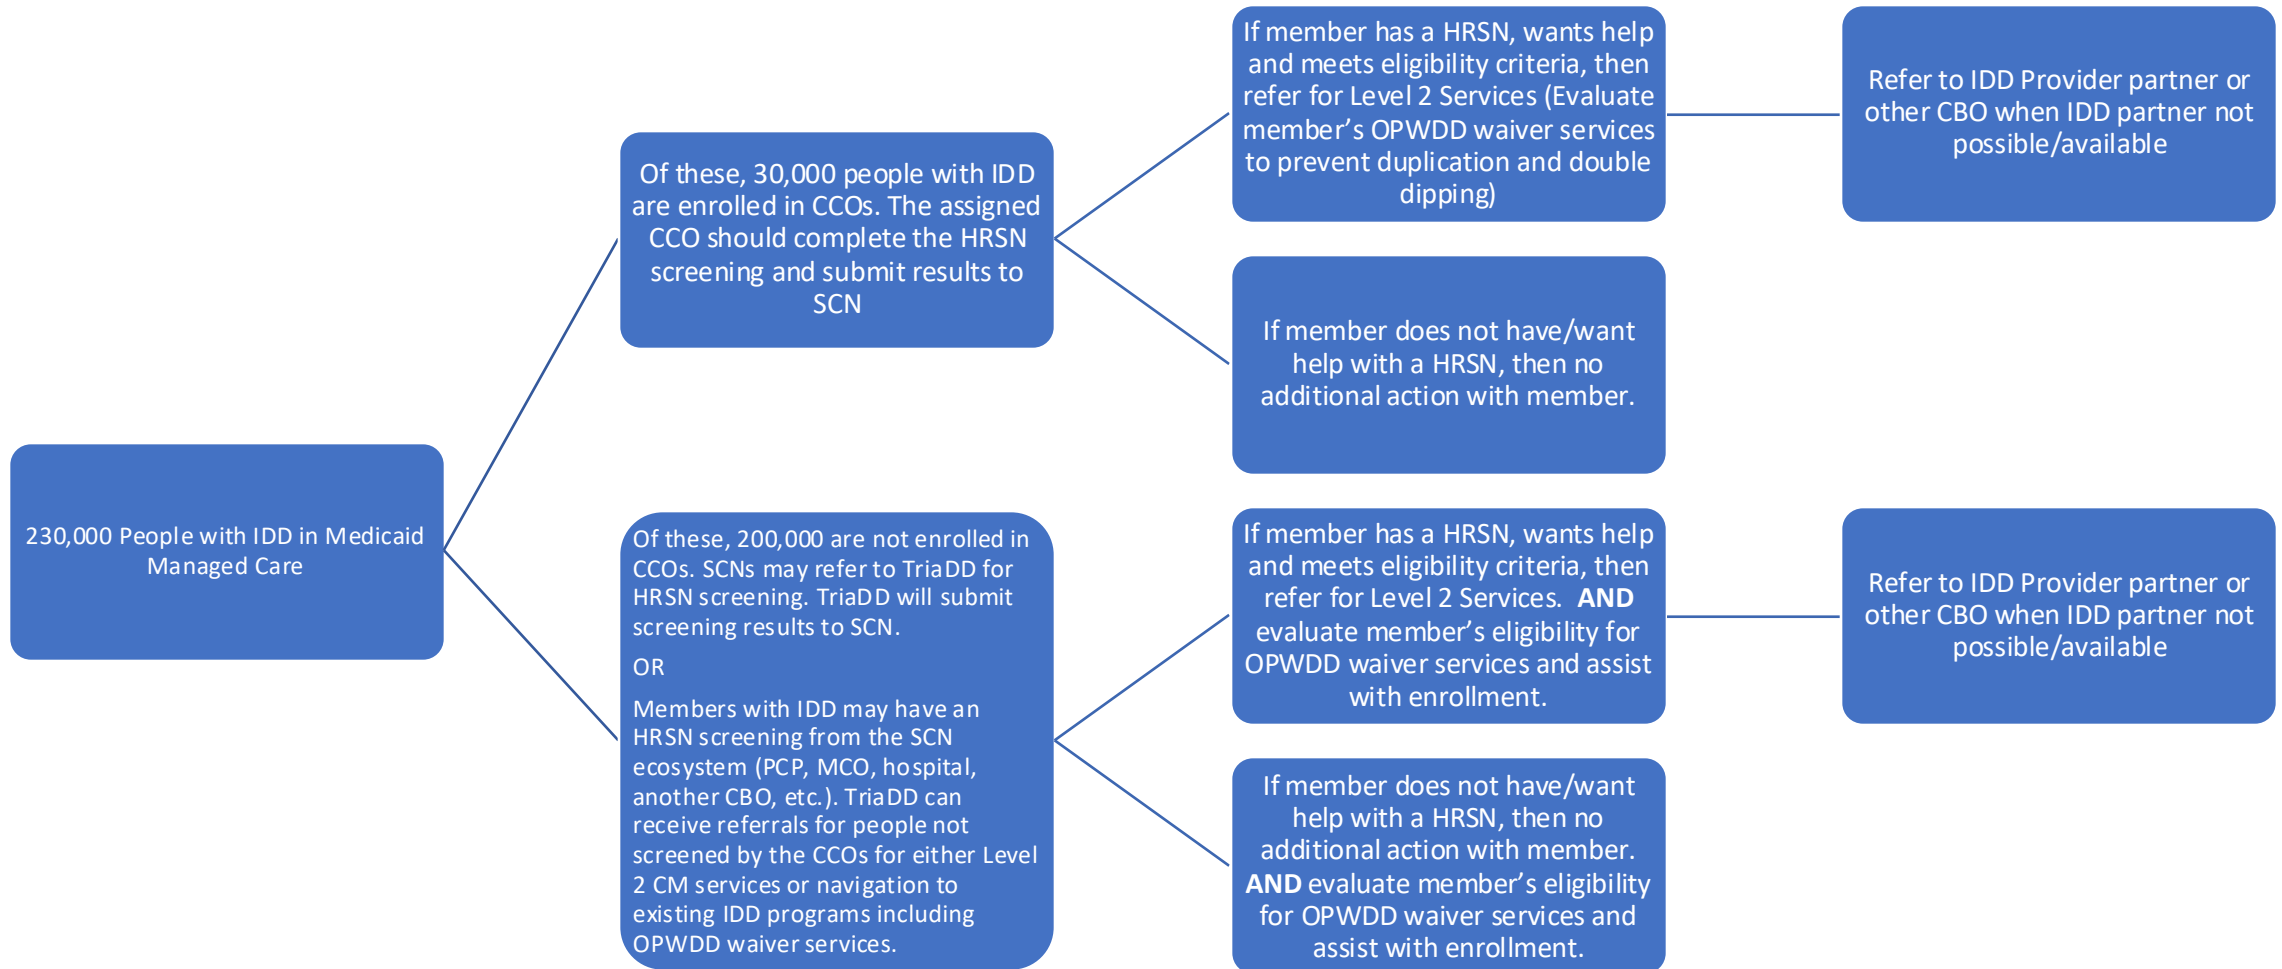 230,000 People with IDD in Medicaid
Managed Care
Of these, 30,000 people with IDD
are enrolled in CCOs. The assigned
CCO should complete the HRSN
screening and submit results to
SCN
If member has a HRSN, wants help
and meets eligibility criteria, then
refer for Level 2 Services (Evaluate
member's OPWDD waiver services
to prevent duplication and double
dipping)
Refer to IDD Provider partner or
other CBO when IDD partner not
possible/available
If member does not have/want
help with a HRSN, then no
additional action with member.
Of these, 200,000 are not enrolled in
CCOs. SCNs may refer to TriaDD for
HRSN screening. TriaDD will submit
screening results to SCN.
OR
Members with IDD may have an
HRSN screening from the SCN
ecosystem (PCP, MCO, hospital,
another CBO, etc.). TriaDD can
receive referrals for people not
screened by the CCOs for either Level
2 CM services or navigation to
existing IDD programs including
OPWDD waiver services.
If member has a HRSN, wants help
and meets eligibility criteria, then
refer for Level 2 Services. AND
evaluate member's eligibility for
OPWDD waiver services and assist
with enrollment.
Refer to IDD Provider partner or
other CBO when IDD partner not
possible/available
If member does not have/want
help with a HRSN, then no
additional action with member.
AND evaluate member's eligibility
for OPWDD waiver services and
assist with enrollment.